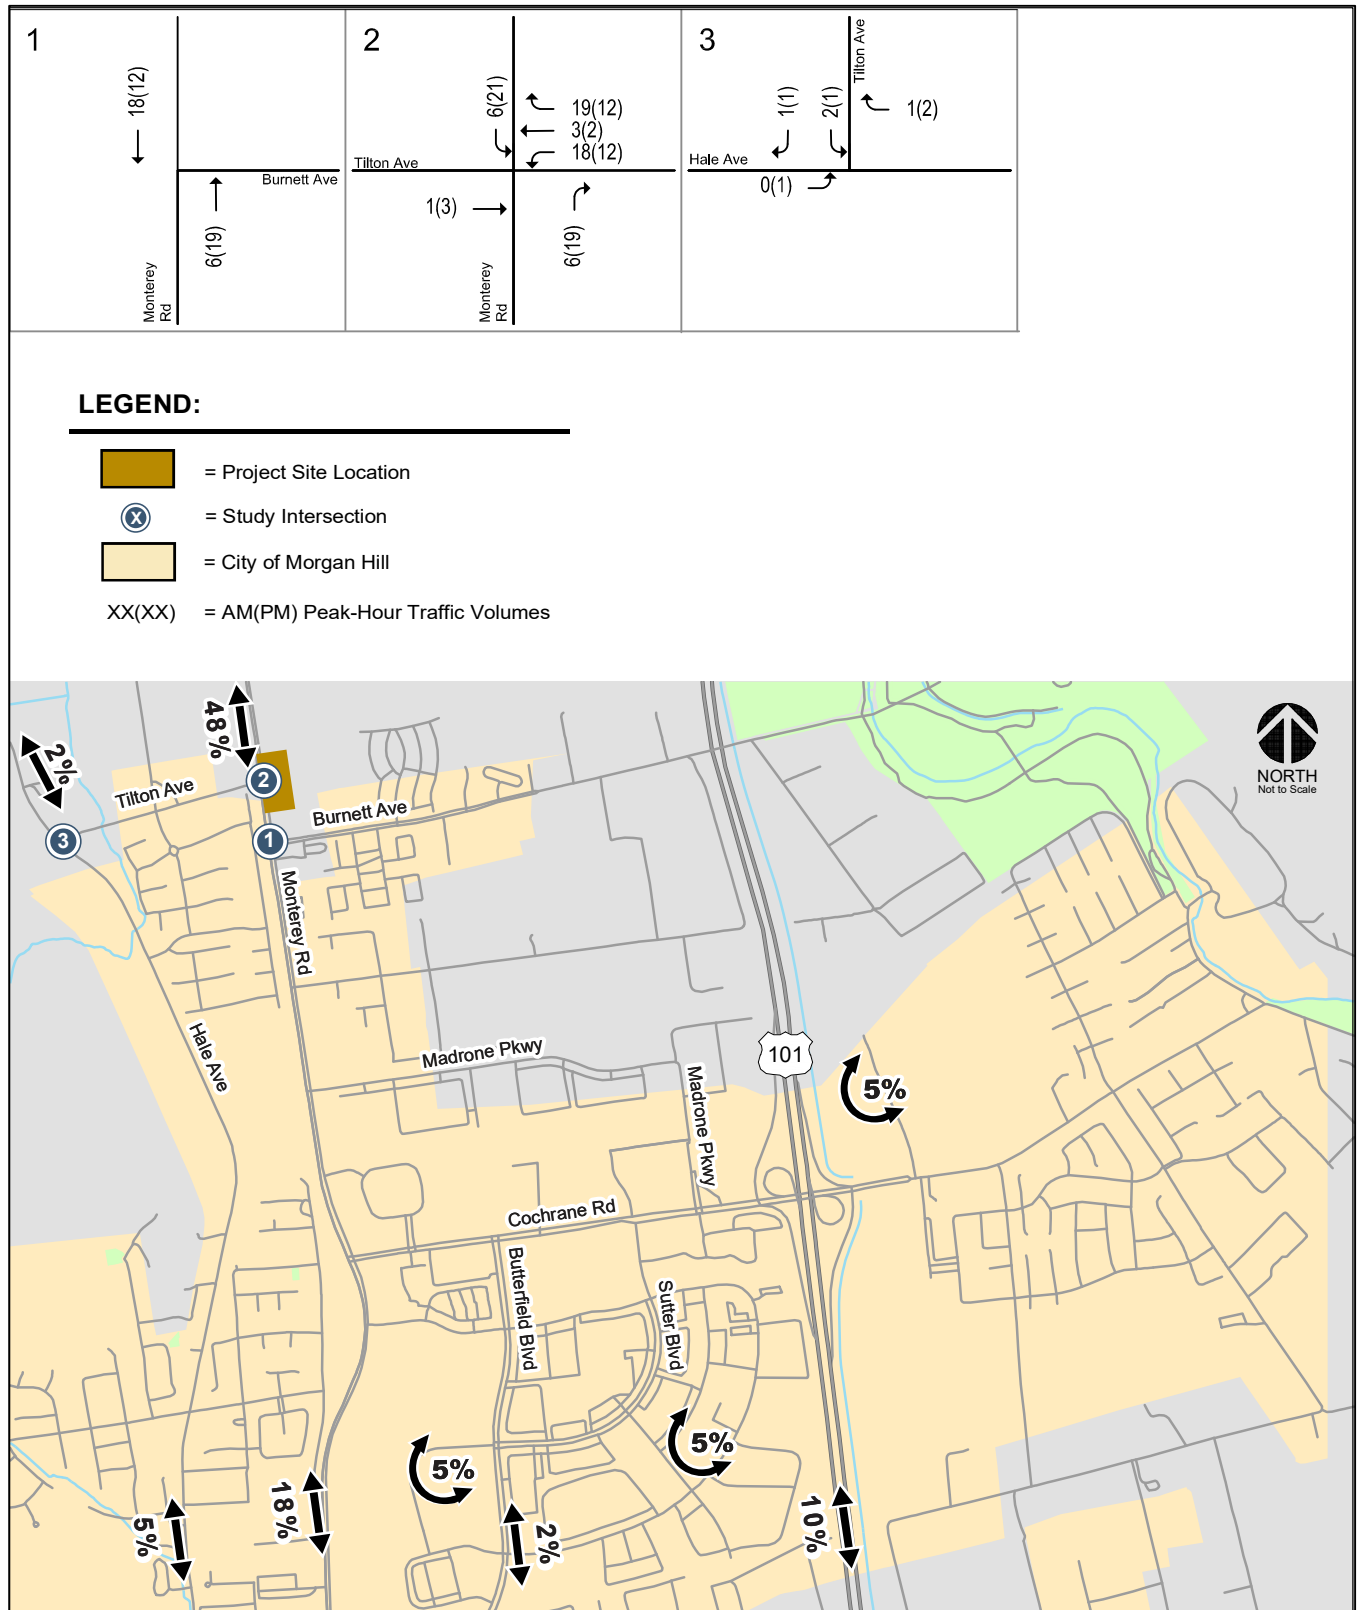 1
18(12)
Burnett Ave
6(19)
Monterey
Rd
2
6(21)
19(12)
3(2)
18(12)
Tilton Ave
1(3)
6(19)
Monterey
Rd
3
Tilton Ave
1(1)
2(1)
1(2)
Hale Ave
0(1)
LEGEND:
= Project Site Location
X
= Study Intersection
= City of Morgan Hill
XX(XX)
= AM(PM) Peak-Hour Traffic Volumes
48%
2%
NORTH
Not to Scale
Tilton Ave
2
Burnett Ave
3
1
Monterey Rd
Hale Ave
Madrone Pkwy
101
Madrone Pkwy
5%
Cochrane Rd
Butterfield Blvd
Sutter Blvd
5%
5%
18%
5%
2%
10%